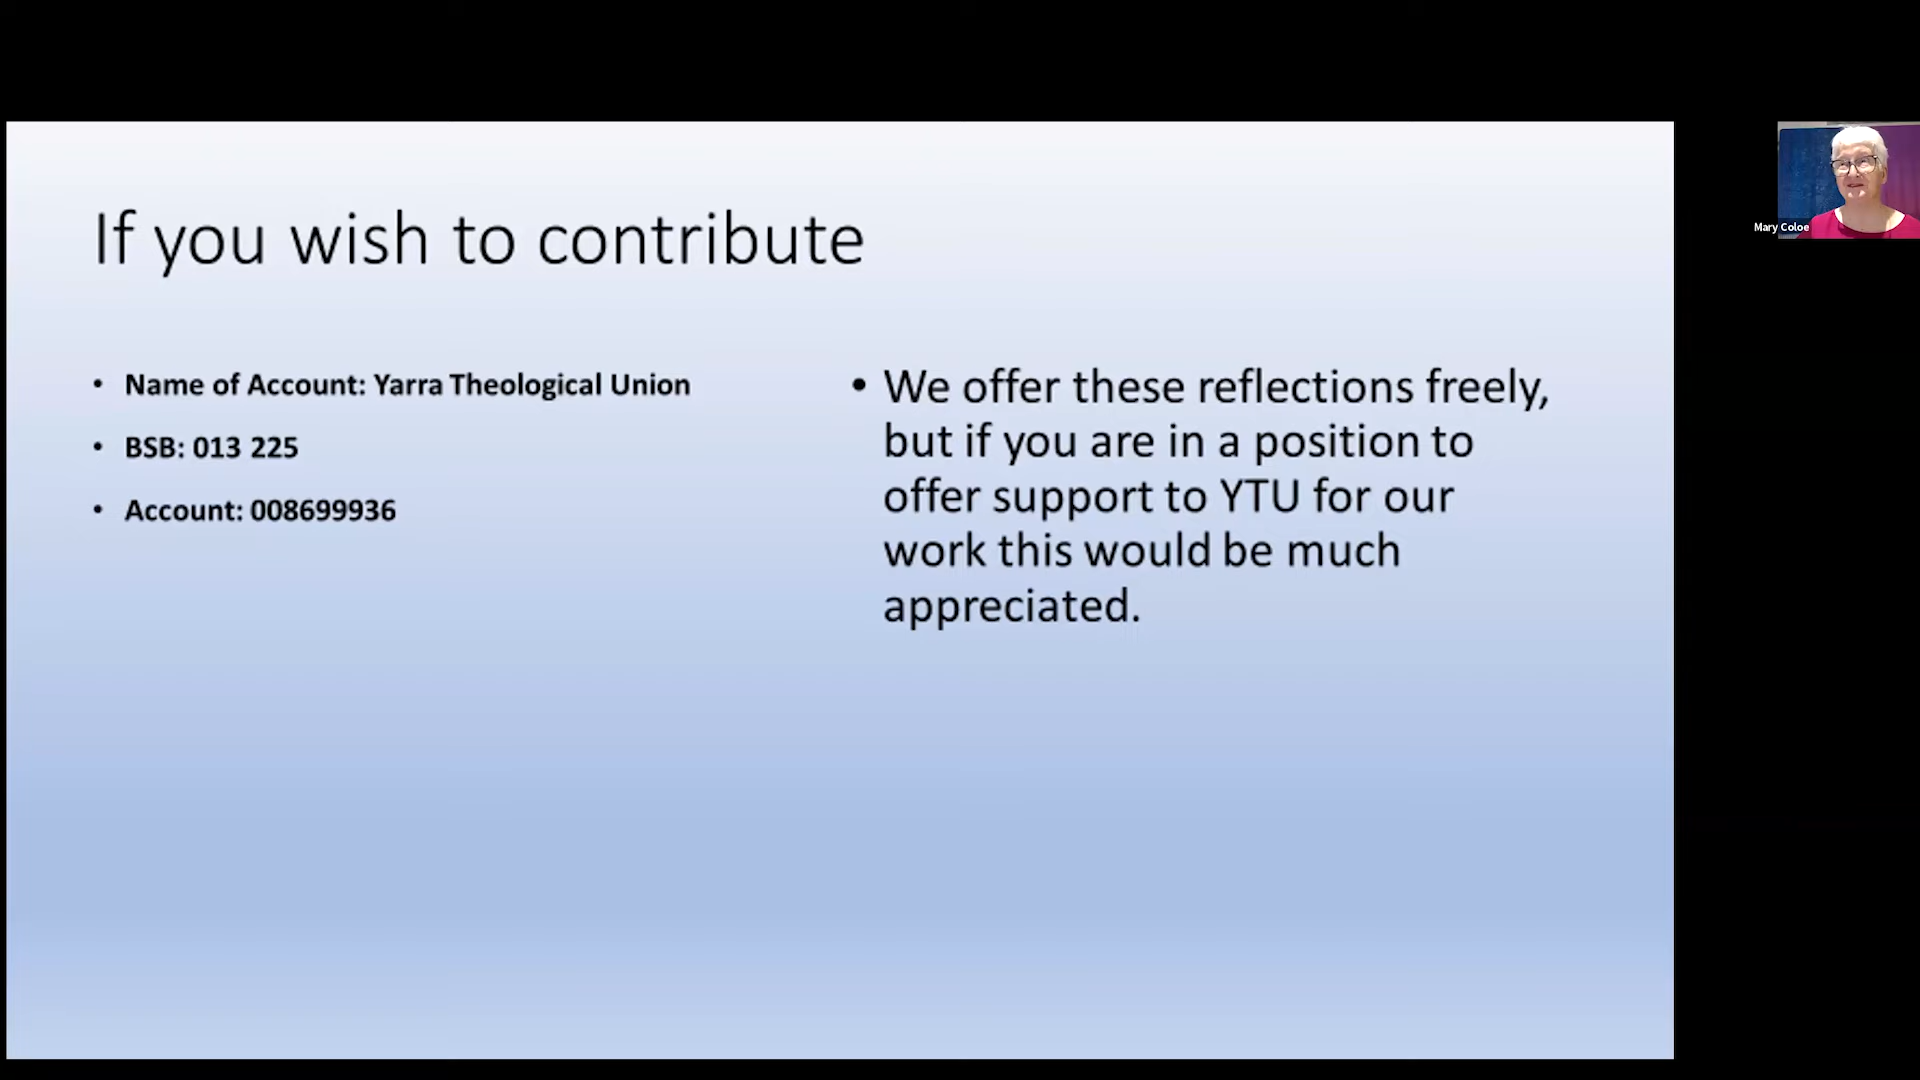 If you wish to contribute
• Name of Account: Yarra Theological Union
• BSB: 013 225
• Account: 008699936
• We offer these reflections freely,
but if you are in a position to
offer support to YTU for our
work this would be much
appreciated.
Mary Coloe